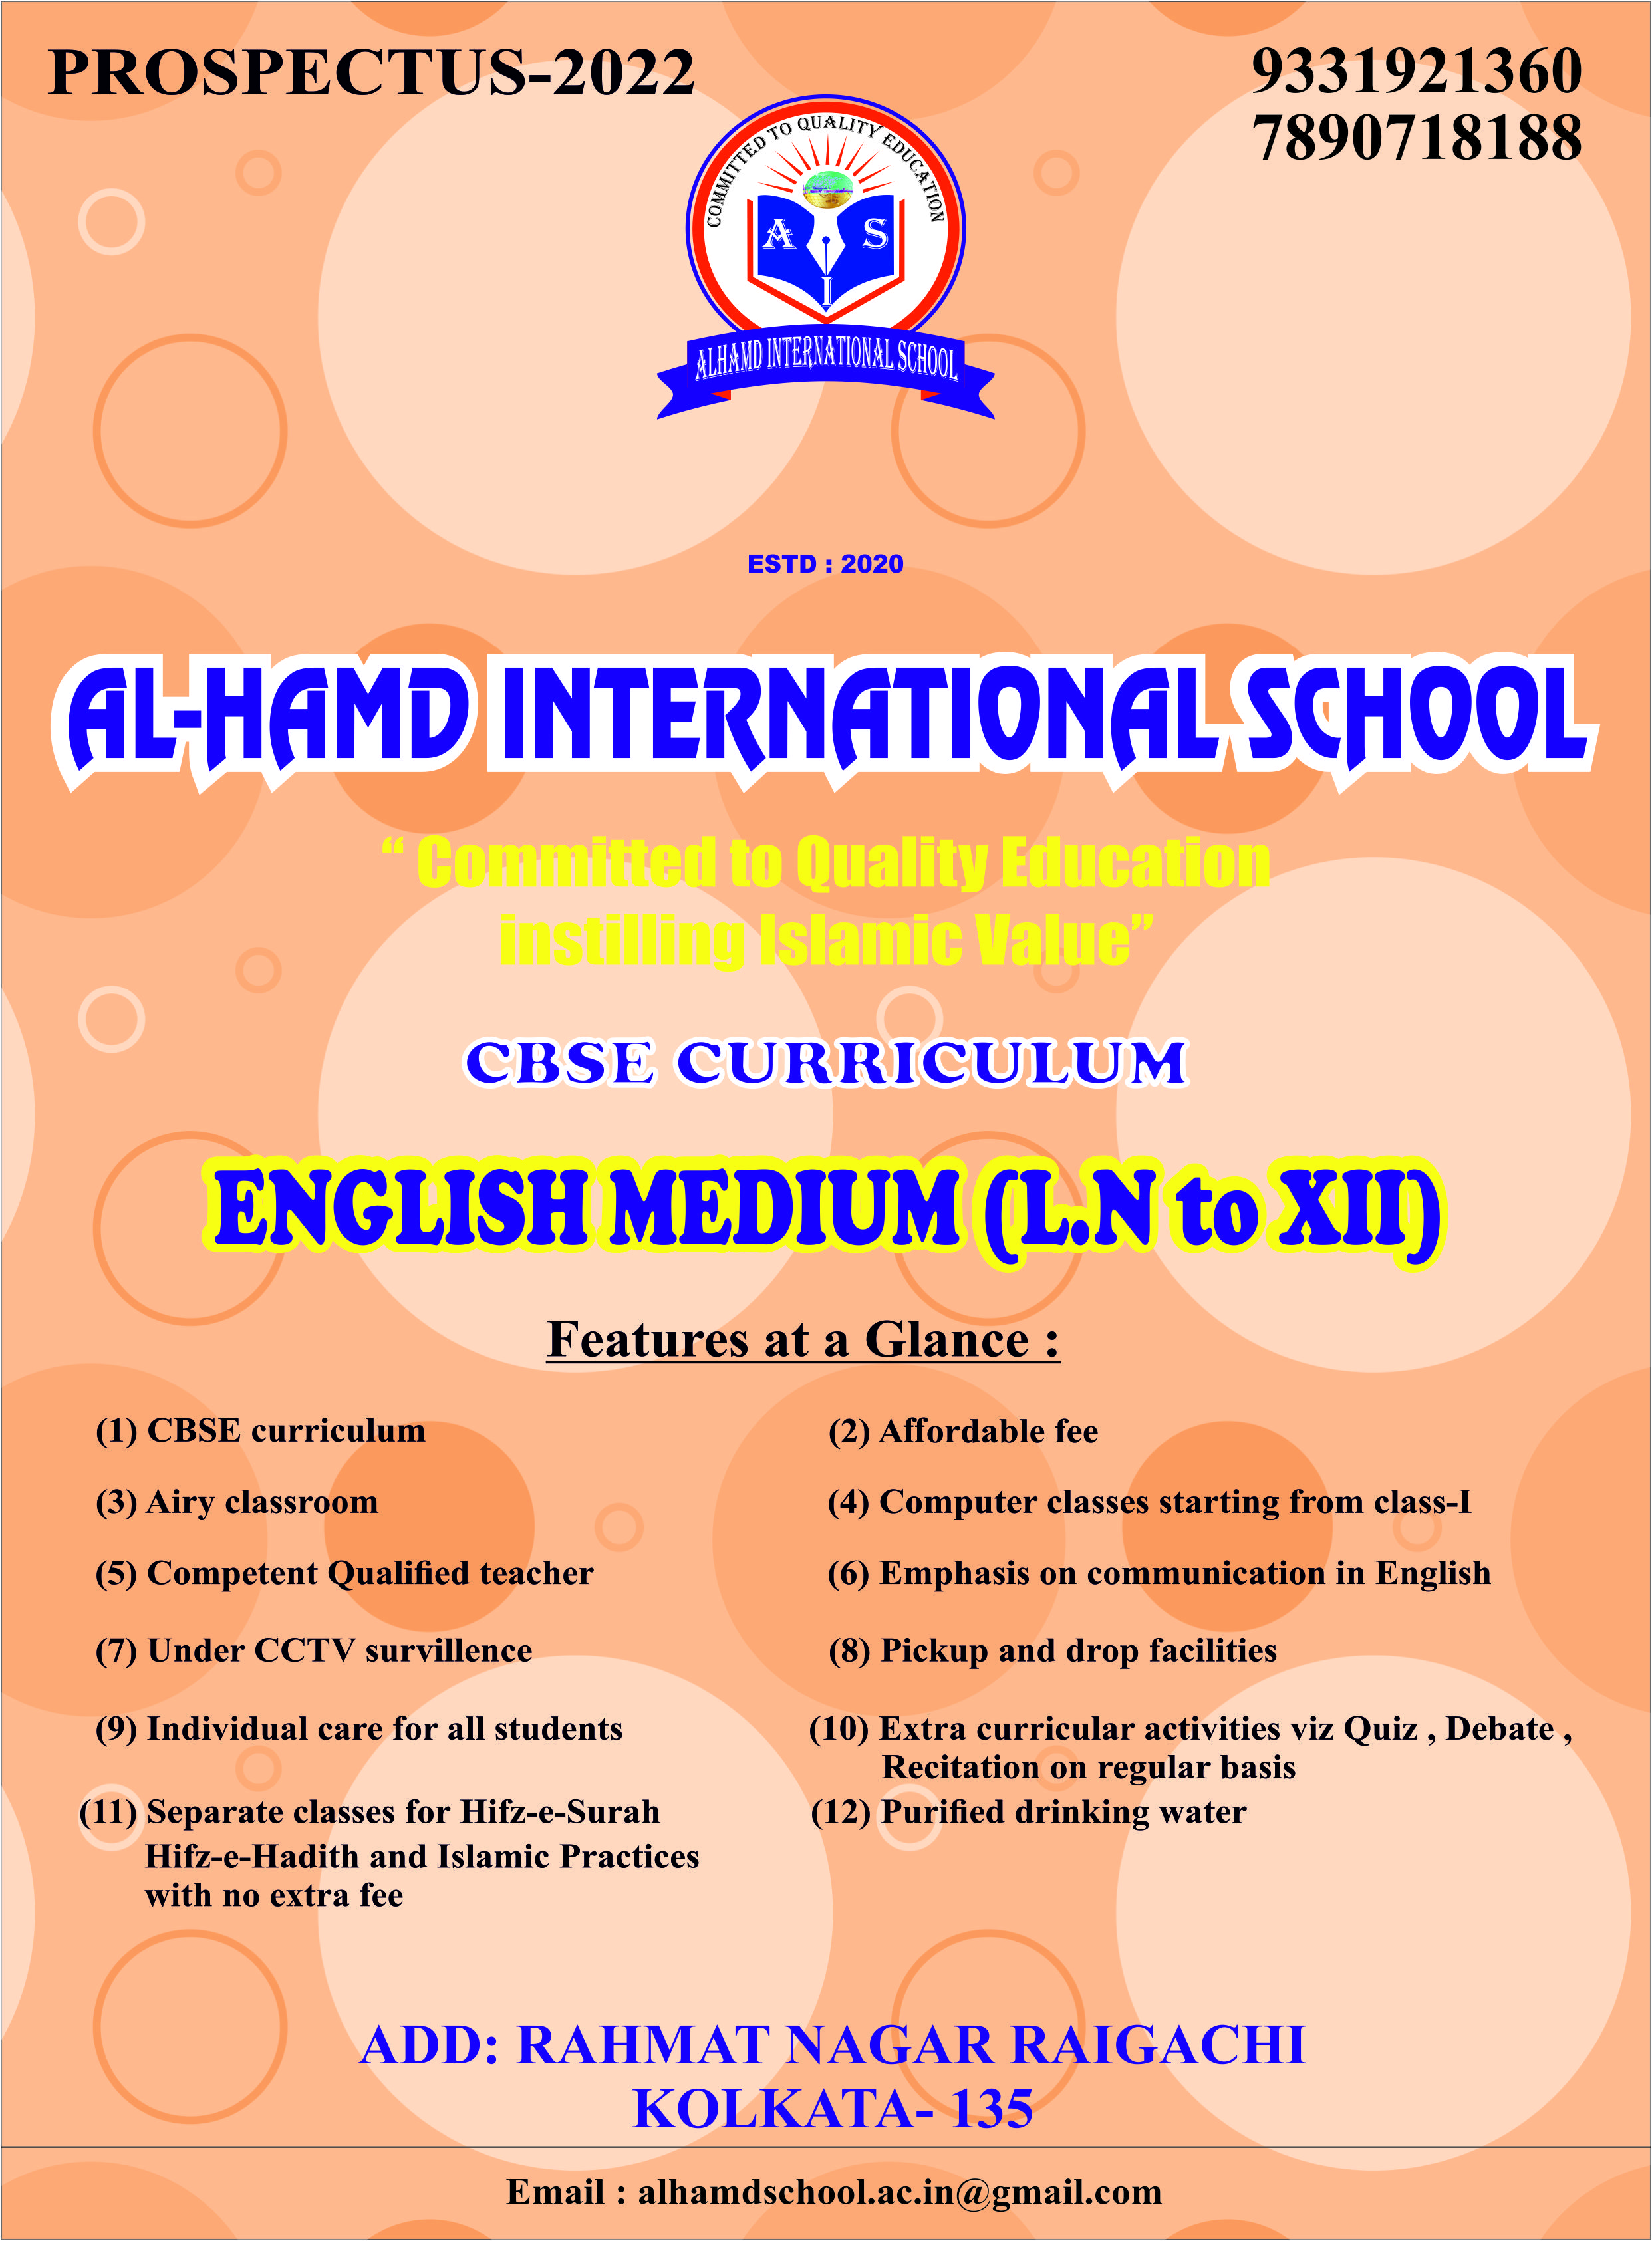 PROSPECTUS-2022
9331921360
7890718188
COMMITTED TO QUALITY EDUCATION
A S
I
ALHAMD INTERNATIONAL SCHOOL
ESTD : 2020
AL-HAMD INTERNATIONAL SCHOOL
“ Committed to Quality Education
instilling Islamic Value”
CBSE CURRICULUM
ENGLISH MEDIUM (L.N to XII)
Features at a Glance :
(1) CBSE curriculum
(2) Affordable fee
(3) Airy classroom
(4) Computer classes starting from class-I
(5) Competent Qualified teacher
(6) Emphasis on communication in English
(7) Under CCTV survillence
(8) Pickup and drop facilities
(9) Individual care for all students
(10) Extra curricular activities viz Quiz , Debate ,
Recitation on regular basis
(11) Separate classes for Hifz-e-Surah
Hifz-e-Hadith and Islamic Practices
with no extra fee
(12) Purified drinking water
ADD: RAHMAT NAGAR RAIGACHI
KOLKATA- 135
Email : alhamdschool.ac.in@gmail.com